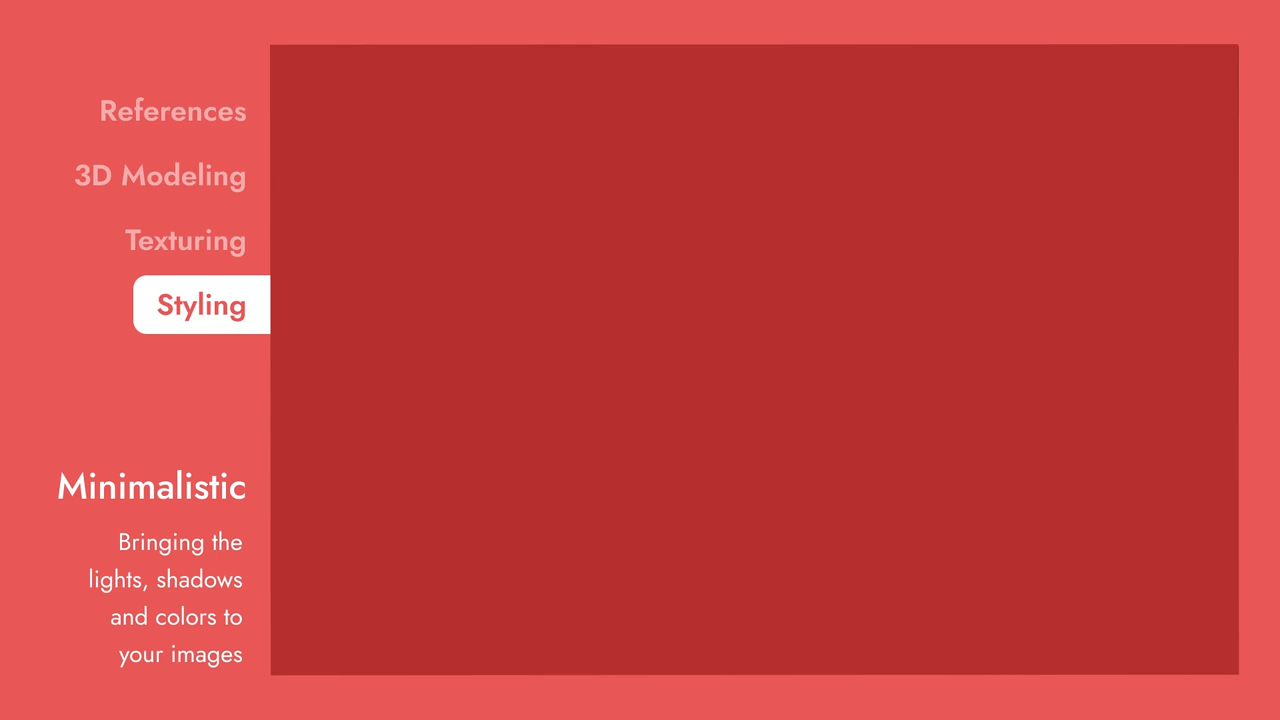 References
3D Modeling
Texturing
Styling
Minimalistic
Bringing the
lights, shadows
and colors to
your images